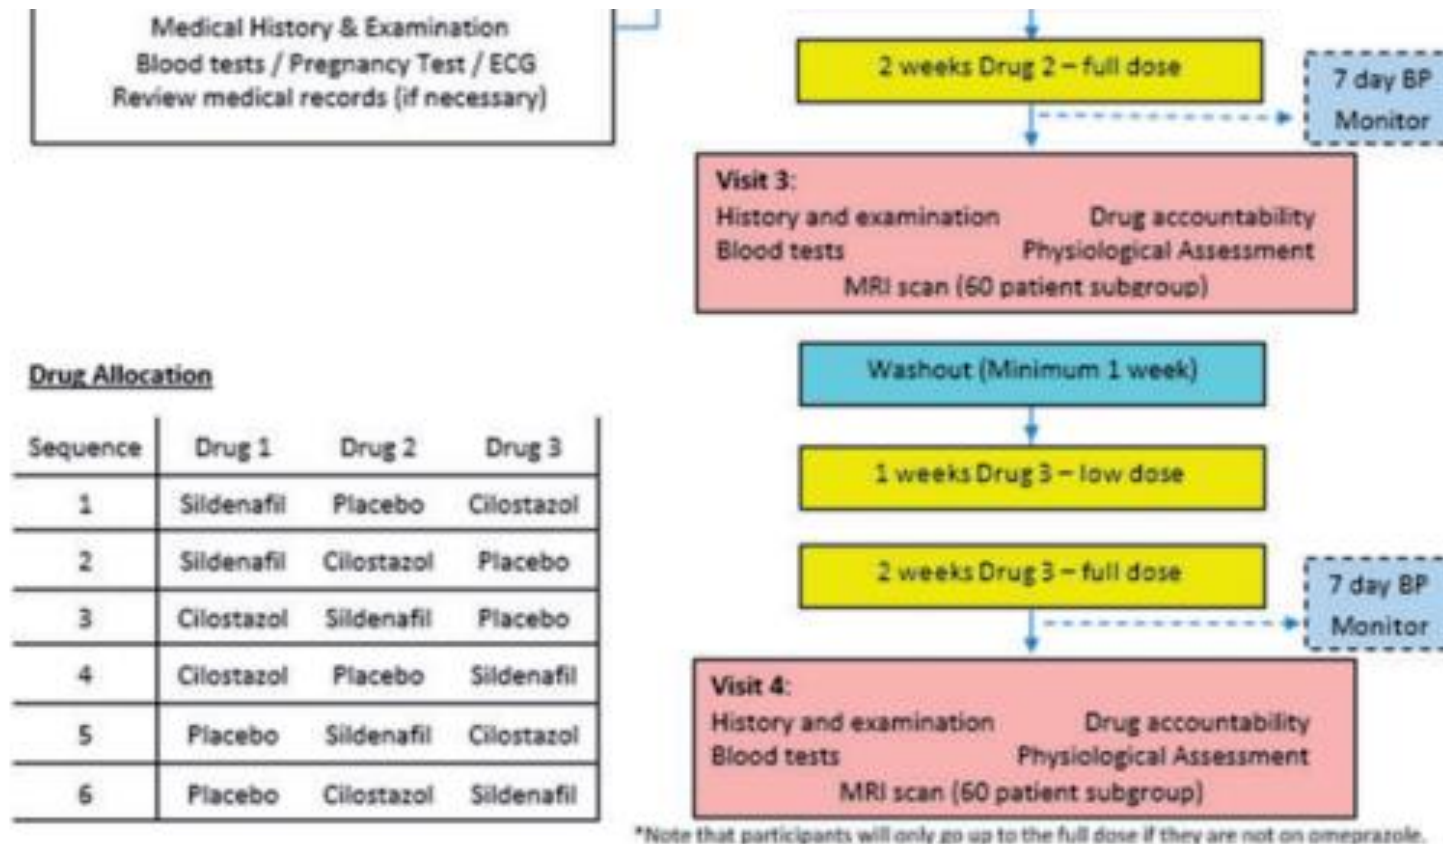 Medical History & Examination
Blood tests / Pregnancy Test / ECG
Review medical records (if necessary)
2 weeks Drug 2 – full dose
7 day BP
Monitor
Visit 3:
History and examination Drug accountability
Blood tests Physiological Assessment
MRI scan (60 patient subgroup)
Washout (Minimum 1 week)
1 weeks Drug 3 – low dose
2 weeks Drug 3 – full dose
7 day BP
Monitor
Visit 4:
History and examination Drug accountability
Blood tests Physiological Assessment
MRI scan (60 patient subgroup)
Drug Allocation
Sequence Drug 1 Drug 2 Drug 3
1 Sildenafil Placebo Cilostazol
2 Sildenafil Cilostazol Placebo
3 Cilostazol Sildenafil Placebo
4 Cilostazol Placebo Sildenafil
5 Placebo Sildenafil Cilostazol
6 Placebo Cilostazol Sildenafil
*Note that participants will only go up to the full dose if they are not on omeprazole.